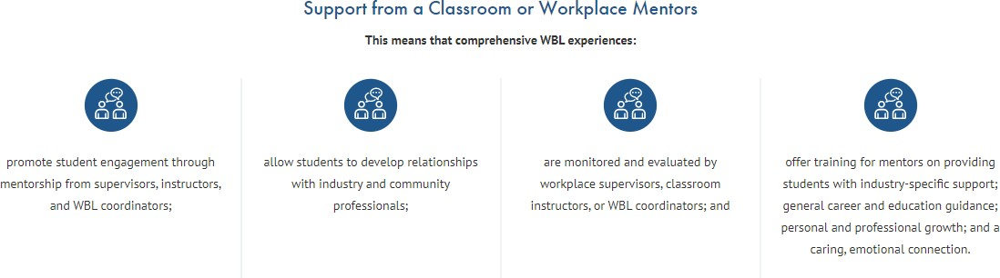 Support from a Classroom or Workplace Mentors
This means that comprehensive WBL experiences:
promote student engagement through
mentorship from supervisors, instructors,
and WBL coordinators;
allow students to develop relationships
with industry and community
professionals;
are monitored and evaluated by
workplace supervisors, classroom
instructors, or WBL coordinators; and
offer training for mentors on providing
students with industry-specific support;
general career and education guidance;
personal and professional growth; and a
caring, emotional connection.